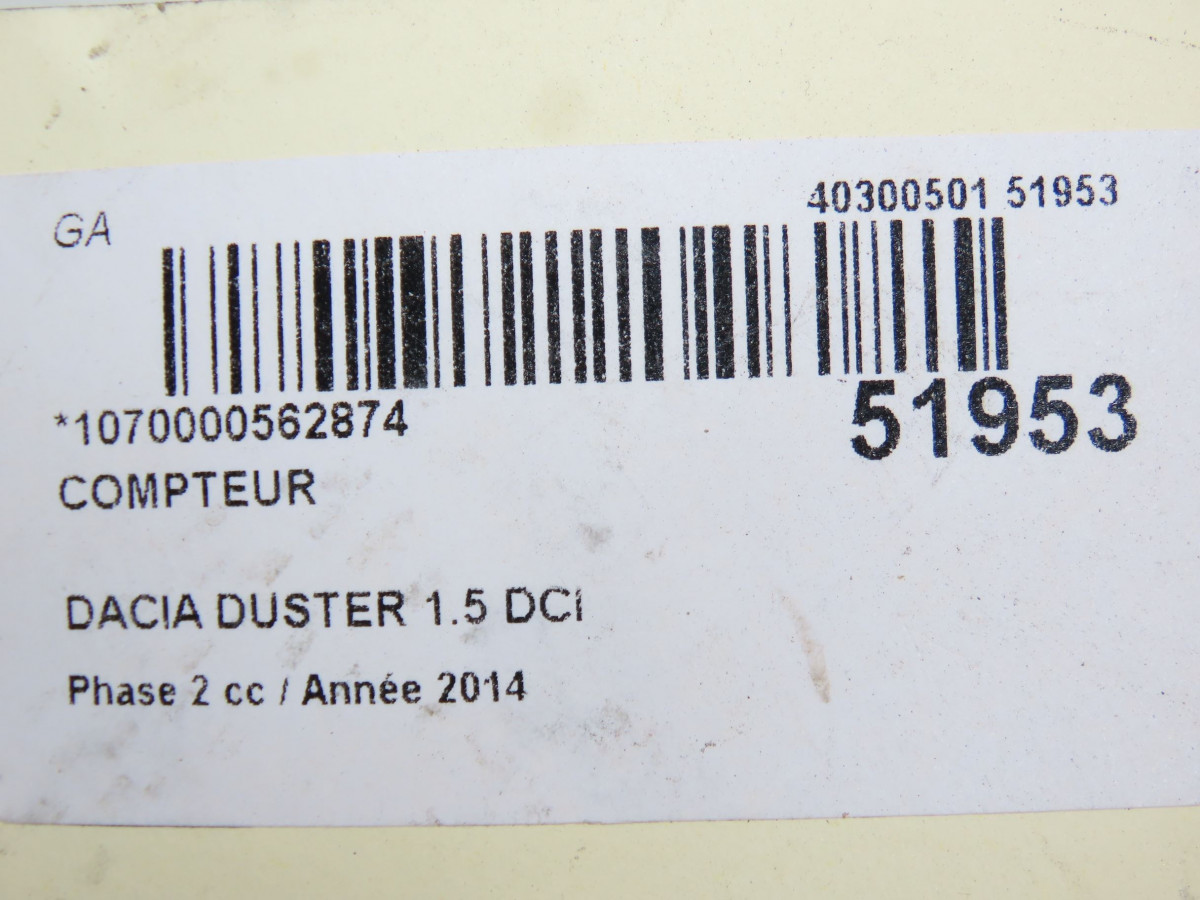 40300501 51953
GA
*1070000562874
51953
COMPTEUR
DACIA DUSTER 1.5 DCI
Phase 2 cc / Année 2014